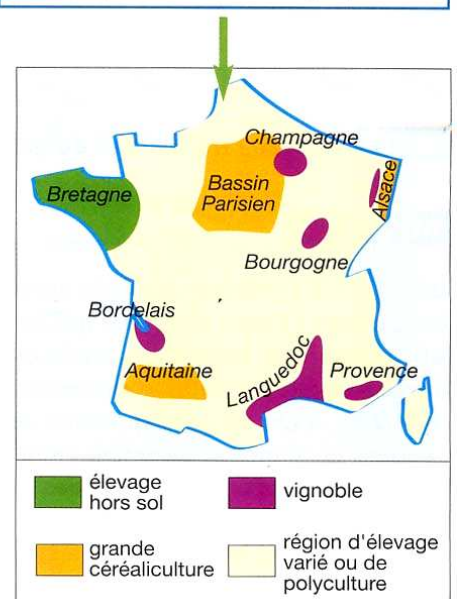 Champagne
Bretagne
Bassin
Parisien
Alsace
Bourgogne
Bordelais
Aquitaine
Languedoc
Provence
élevage
hors sol
vignoble
grande
céréaliculture
région d'élevage
varié ou de
polyculture